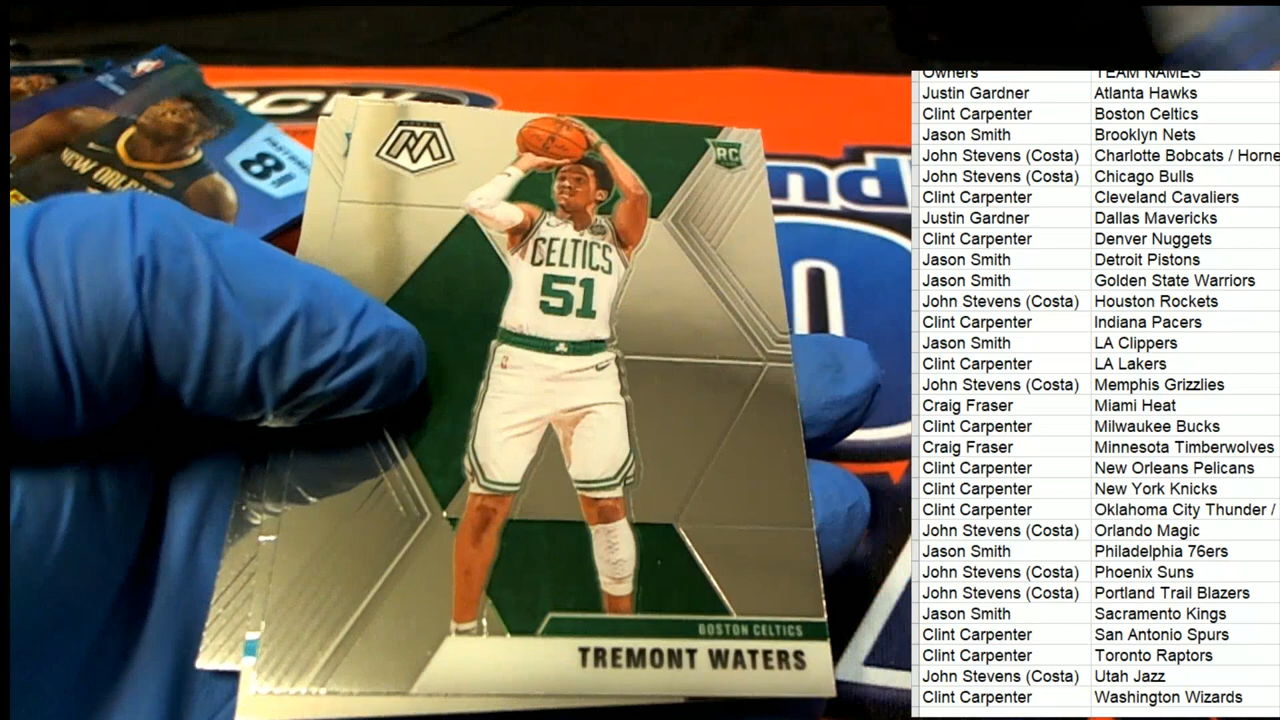 NEW ORLEANS
8
MOSAIC
M
RC
CELTICS
51
BOSTON CELTICS
TREMONT WATERS
nd
Owners TEAM NAMES
Justin Gardner Atlanta Hawks
Clint Carpenter Boston Celtics
Jason Smith Brooklyn Nets
John Stevens (Costa) Charlotte Bobcats / Horne
John Stevens (Costa) Chicago Bulls
Clint Carpenter Cleveland Cavaliers
Justin Gardner Dallas Mavericks
Clint Carpenter Denver Nuggets
Jason Smith Detroit Pistons
Jason Smith Golden State Warriors
John Stevens (Costa) Houston Rockets
Clint Carpenter Indiana Pacers
Jason Smith LA Clippers
Clint Carpenter LA Lakers
John Stevens (Costa) Memphis Grizzlies
Craig Fraser Miami Heat
Clint Carpenter Milwaukee Bucks
Craig Fraser Minnesota Timberwolves
Clint Carpenter New Orleans Pelicans
Clint Carpenter New York Knicks
Clint Carpenter Oklahoma City Thunder /
John Stevens (Costa) Orlando Magic
Jason Smith Philadelphia 76ers
John Stevens (Costa) Phoenix Suns
John Stevens (Costa) Portland Trail Blazers
Jason Smith Sacramento Kings
Clint Carpenter San Antonio Spurs
Clint Carpenter Toronto Raptors
John Stevens (Costa) Utah Jazz
Clint Carpenter Washington Wizards